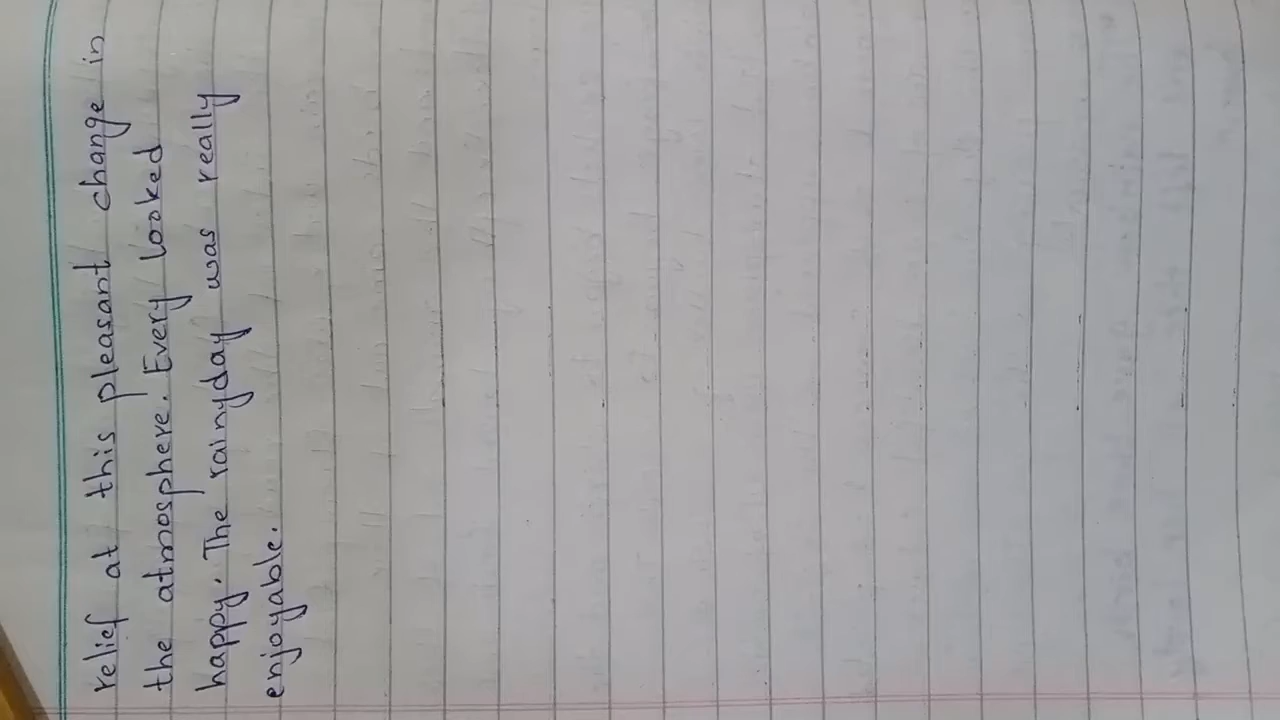 relief at this pleasant change in
the atmosphere. Every looked
happy. The rainyday was really
enjoyable.